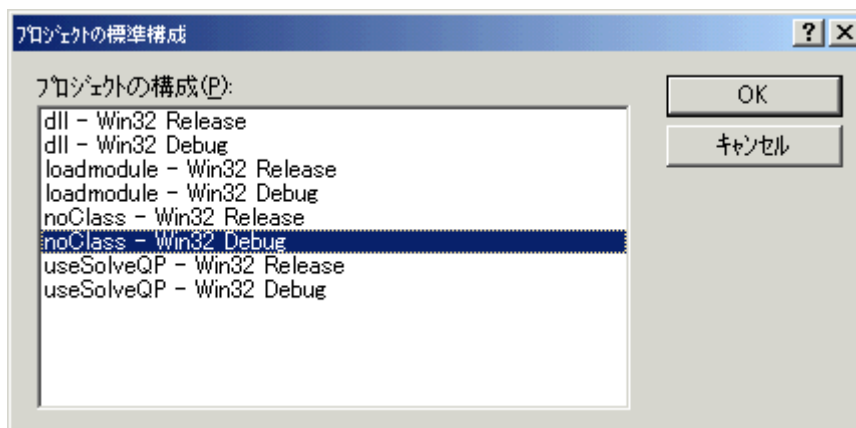 プロジェクトの標準構成
プロジェクトの構成(P):
dll - Win32 Release
dll - Win32 Debug
loadmodule - Win32 Release
loadmodule - Win32 Debug
noClass - Win32 Release
noClass - Win32 Debug
useSolveQP - Win32 Release
useSolveQP - Win32 Debug
OK
キャンセル